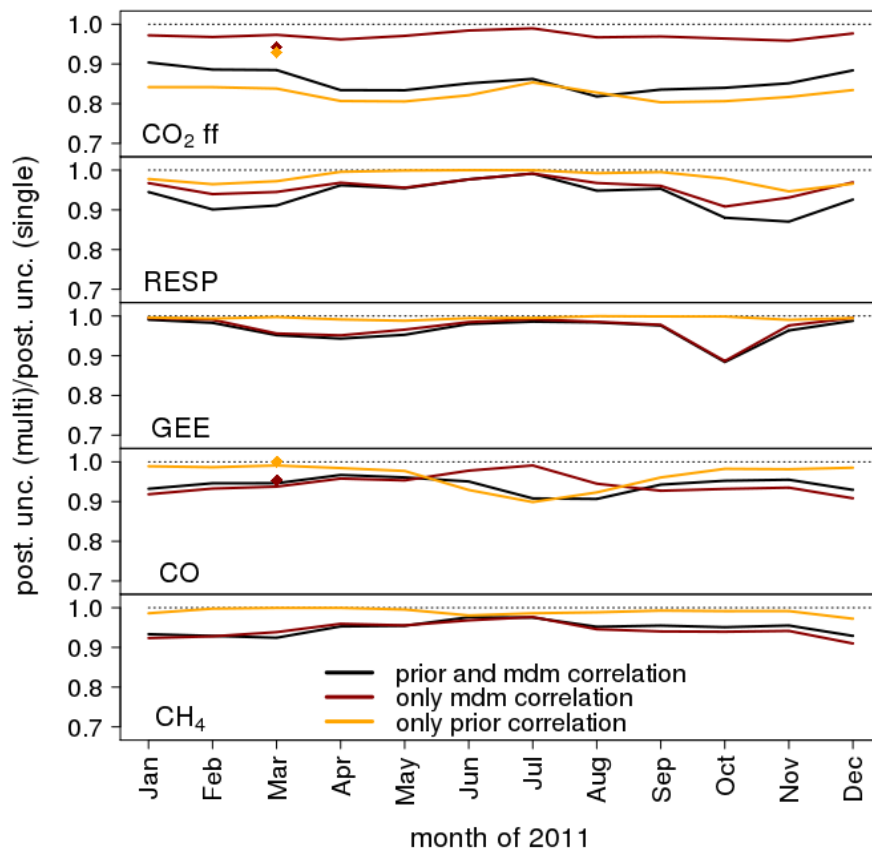 post. unc. (multi)/post. unc. (single)
1.0
0.9
0.8
0.7
CO₂ ff
1.0
0.9
0.8
0.7
RESP
1.0
0.9
0.8
0.7
GEE
1.0
0.9
0.8
0.7
CO
1.0
0.9
0.8
0.7
CH₄
prior and mdm correlation
only mdm correlation
only prior correlation
Jan Feb Mar Apr May Jun Jul Aug Sep Oct Nov Dec
month of 2011